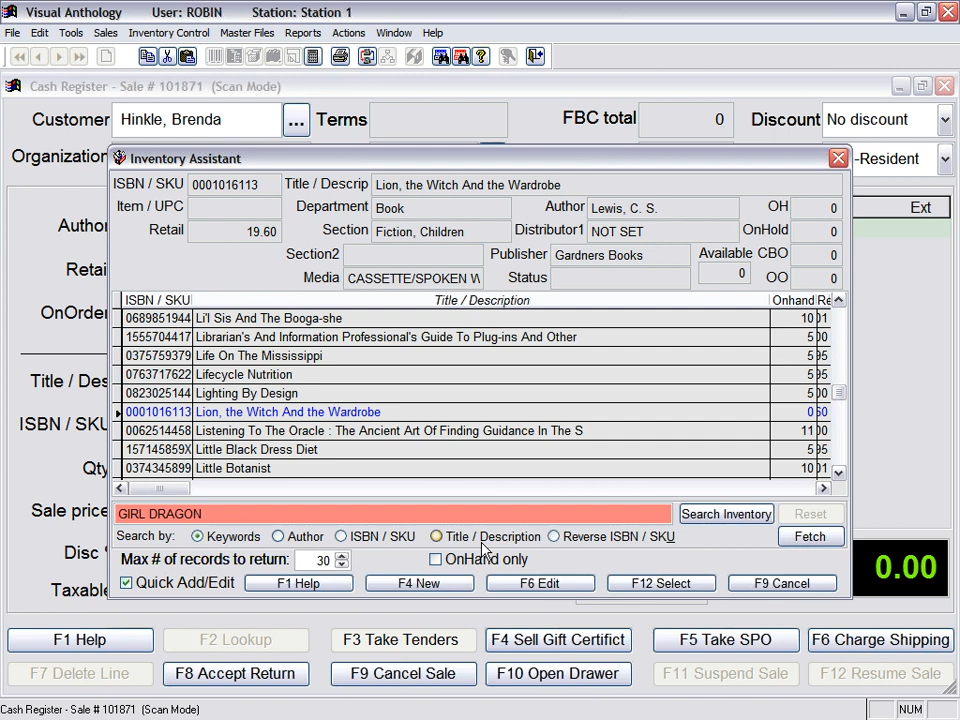 Visual Anthology User: ROBIN Station: Station 1
File Edit Tools Sales Inventory Control Master Files Reports Actions Window Help
Cash Register - Sale # 101871 (Scan Mode)
Customer Hinkle, Brenda ... Terms FBC total 0 Discount No discount
Organization -Resident
Inventory Assistant
ISBN / SKU 0001016113 Title / Descrip Lion, the Witch And the Wardrobe
Item / UPC Department Book Author Lewis, C. S. OH 0
Retail 19.60 Section Fiction, Children Distributor1 NOT SET OnHold 0
Section2 Publisher Gardners Books Available CBO 0
Media CASSETTE/SPOKEN W Status 0 OO 0
Ext
Author
Retai
OnOrder
Title / Des
ISBN / SKU
Qty
Sale price
Disc
Taxable
ISBN / SKU Title / Description Onhand Re
0689851944 Li'l Sis And The Booga-she 10 01
1555704417 Librarian's And Information Professional's Guide To Plug-ins And Other 5 00
0375759379 Life On The Mississippi 5 95
0763717622 Lifecycle Nutrition 5 95
0823025144 Lighting By Design 5 00
0001016113 Lion, the Witch And the Wardrobe 0 60
0062514458 Listening To The Oracle : The Ancient Art Of Finding Guidance In The S 11 00
157145859X Little Black Dress Diet 5 95
0374345899 Little Botanist 10 01
GIRL DRAGON Search Inventory Reset
Search by: Keywords Author ISBN / SKU Title / Description Reverse ISBN / SKU Fetch
Max # of records to return: 30 OnHand only
Quick Add/Edit F1 Help F4 New F6 Edit F12 Select F9 Cancel
0.00
F1 Help F2 Lookup F3 Take Tenders F4 Sell Gift Certifict F5 Take SPO F6 Charge Shipping
F7 Delete Line F8 Accept Return F9 Cancel Sale F10 Open Drawer F11 Suspend Sale F12 Resume Sale
Cash Register - Sale # 101871 (Scan Mode) NUM